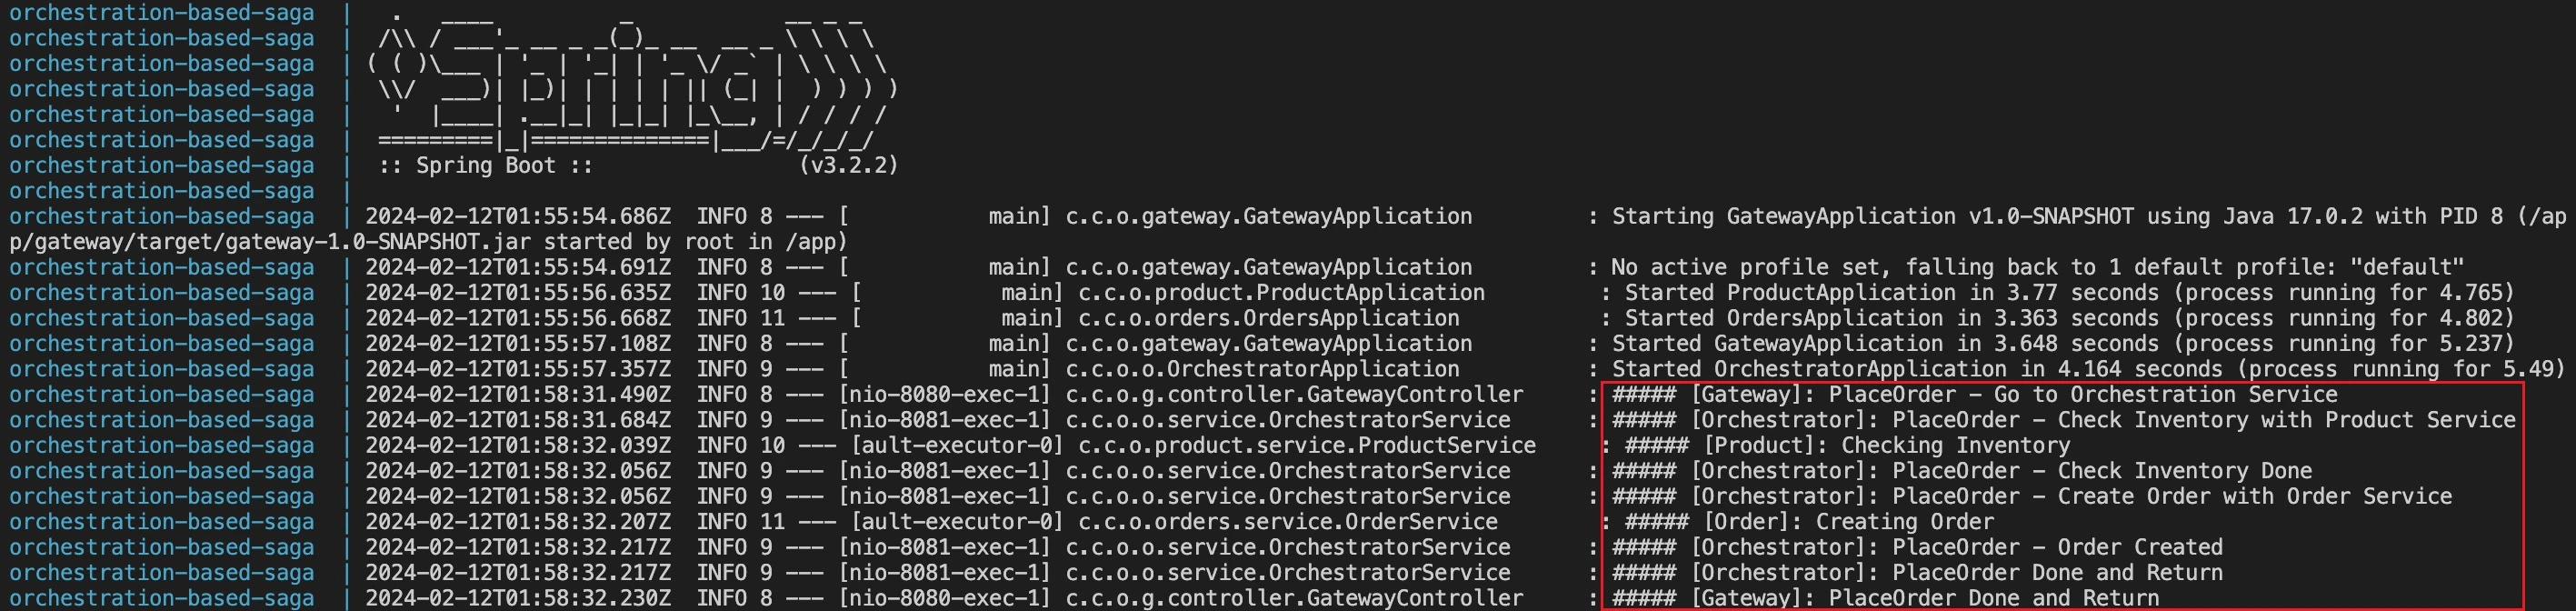 orchestration-based-saga  |   .   ____          _            __ _ _
orchestration-based-saga  |  /\\ / ___'_ __ _ _(_)_ __  __ _ \ \ \ \
orchestration-based-saga  | ( ( )\___ | '_ | '_| | '_ \/ _` | \ \ \ \
orchestration-based-saga  |  \\/  ___)| |_)| | | | | || (_| |  ) ) ) )
orchestration-based-saga  |   '  |____| .__|_| |_|_| |_\__, | / / / /
orchestration-based-saga  |  =========|_|==============|___/=/_/_/_/
orchestration-based-saga  |  :: Spring Boot ::                (v3.2.2)
orchestration-based-saga  |
orchestration-based-saga  | 2024-02-12T01:55:54.686Z  INFO 8 --- [           main] c.c.o.gateway.GatewayApplication         : Starting GatewayApplication v1.0-SNAPSHOT using Java 17.0.2 with PID 8 (/ap
p/gateway/target/gateway-1.0-SNAPSHOT.jar started by root in /app)
orchestration-based-saga  | 2024-02-12T01:55:54.691Z  INFO 8 --- [           main] c.c.o.gateway.GatewayApplication         : No active profile set, falling back to 1 default profile: "default"
orchestration-based-saga  | 2024-02-12T01:55:56.635Z  INFO 10 --- [           main] c.c.o.product.ProductApplication         : Started ProductApplication in 3.77 seconds (process running for 4.765)
orchestration-based-saga  | 2024-02-12T01:55:56.668Z  INFO 11 --- [           main] c.c.o.orders.OrdersApplication           : Started OrdersApplication in 3.363 seconds (process running for 4.802)
orchestration-based-saga  | 2024-02-12T01:55:57.108Z  INFO 8 --- [           main] c.c.o.gateway.GatewayApplication         : Started GatewayApplication in 3.648 seconds (process running for 5.237)
orchestration-based-saga  | 2024-02-12T01:55:57.357Z  INFO 9 --- [           main] c.c.o.o.OrchestratorApplication          : Started OrchestratorApplication in 4.164 seconds (process running for 5.49)
orchestration-based-saga  | 2024-02-12T01:58:31.490Z  INFO 8 --- [nio-8080-exec-1] c.c.o.g.controller.GatewayController     : ##### [Gateway]: PlaceOrder - Go to Orchestration Service
orchestration-based-saga  | 2024-02-12T01:58:31.684Z  INFO 9 --- [nio-8081-exec-1] c.c.o.o.service.OrchestratorService      : ##### [Orchestrator]: PlaceOrder - Check Inventory with Product Service
orchestration-based-saga  | 2024-02-12T01:58:32.039Z  INFO 10 --- [ault-executor-0] c.c.o.product.service.ProductService     : ##### [Product]: Checking Inventory
orchestration-based-saga  | 2024-02-12T01:58:32.056Z  INFO 9 --- [nio-8081-exec-1] c.c.o.o.service.OrchestratorService      : ##### [Orchestrator]: PlaceOrder - Check Inventory Done
orchestration-based-saga  | 2024-02-12T01:58:32.056Z  INFO 9 --- [nio-8081-exec-1] c.c.o.o.service.OrchestratorService      : ##### [Orchestrator]: PlaceOrder - Create Order with Order Service
orchestration-based-saga  | 2024-02-12T01:58:32.207Z  INFO 11 --- [ault-executor-0] c.c.o.orders.service.OrderService        : ##### [Order]: Creating Order
orchestration-based-saga  | 2024-02-12T01:58:32.217Z  INFO 9 --- [nio-8081-exec-1] c.c.o.o.service.OrchestratorService      : ##### [Orchestrator]: PlaceOrder - Order Created
orchestration-based-saga  | 2024-02-12T01:58:32.217Z  INFO 9 --- [nio-8081-exec-1] c.c.o.o.service.OrchestratorService      : ##### [Orchestrator]: PlaceOrder Done and Return
orchestration-based-saga  | 2024-02-12T01:58:32.230Z  INFO 8 --- [nio-8080-exec-1] c.c.o.g.controller.GatewayController     : ##### [Gateway]: PlaceOrder Done and Return